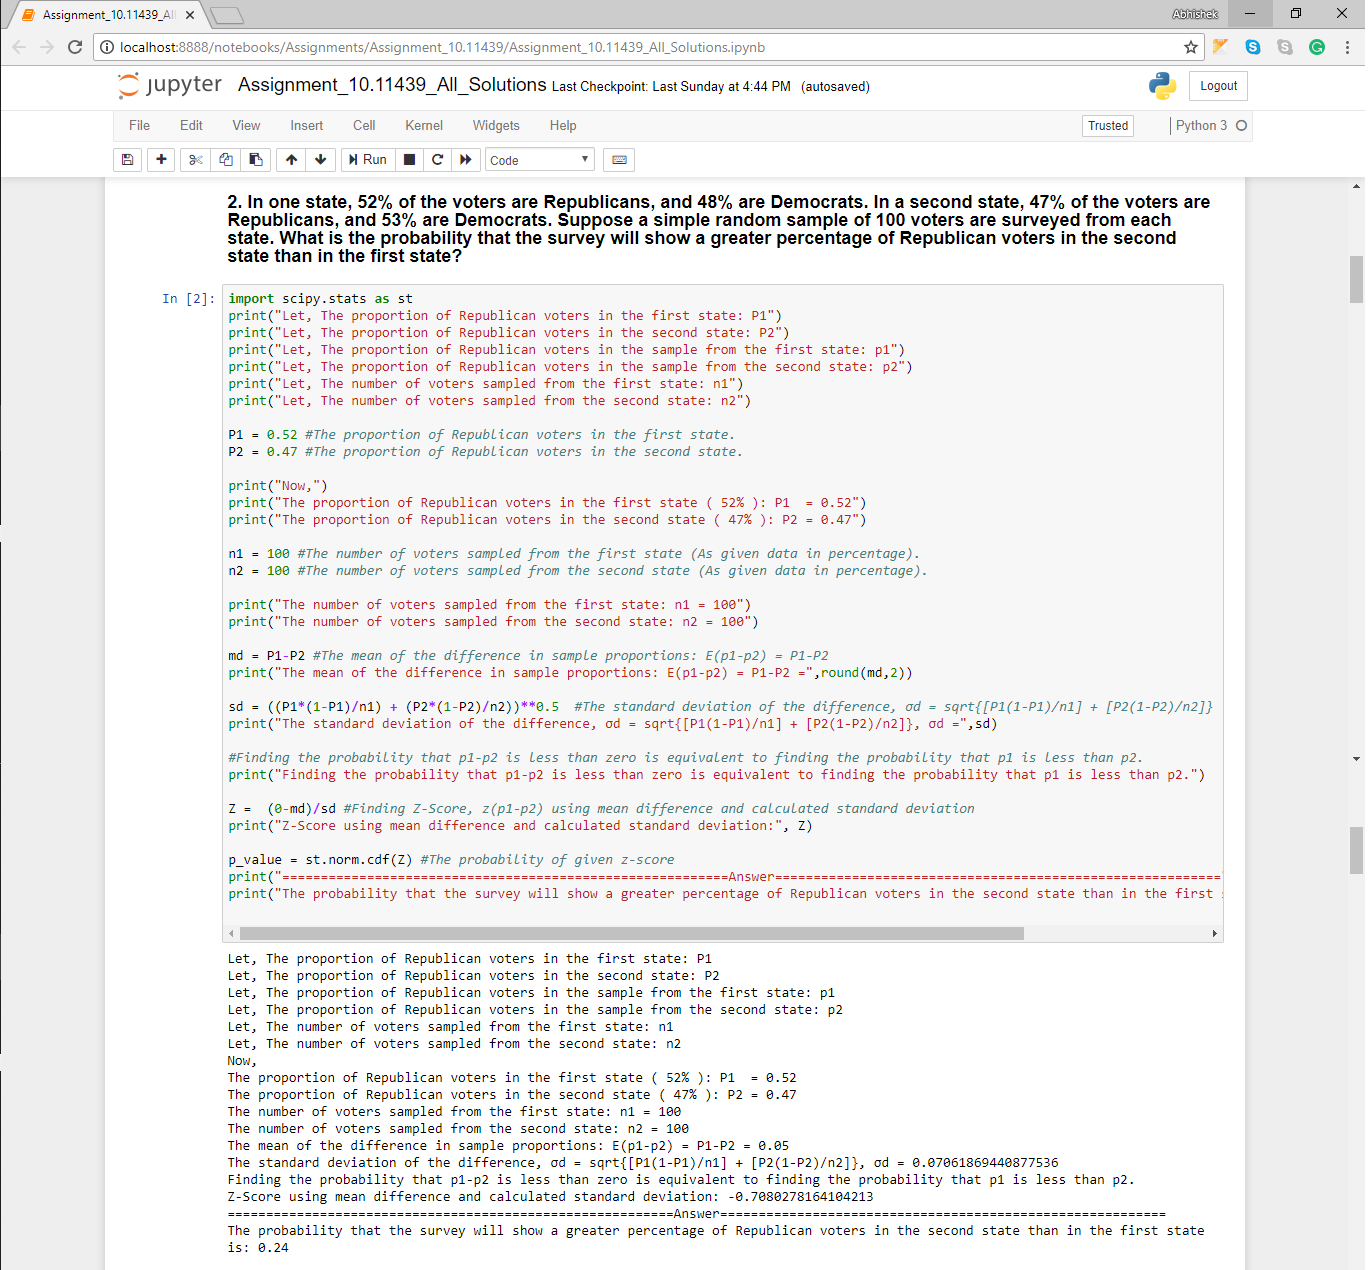 Assignment_10.11439_All
Abhishek
localhost:8888/notebooks/Assignments/Assignment_10.11439/Assignment_10.11439_All_Solutions.ipynb
jupyter Assignment_10.11439_All_Solutions Last Checkpoint: Last Sunday at 4:44 PM (autosaved)
Logout
File Edit View Insert Cell Kernel Widgets Help Trusted Python 3
Run Code
2. In one state, 52% of the voters are Republicans, and 48% are Democrats. In a second state, 47% of the voters are
Republicans, and 53% are Democrats. Suppose a simple random sample of 100 voters are surveyed from each
state. What is the probability that the survey will show a greater percentage of Republican voters in the second
state than in the first state?
In [2]: import scipy.stats as st
print("Let, The proportion of Republican voters in the first state: P1")
print("Let, The proportion of Republican voters in the second state: P2")
print("Let, The proportion of Republican voters in the sample from the first state: p1")
print("Let, The proportion of Republican voters in the sample from the second state: p2")
print("Let, The number of voters sampled from the first state: n1")
print("Let, The number of voters sampled from the second state: n2")
P1 = 0.52 #The proportion of Republican voters in the first state.
P2 = 0.47 #The proportion of Republican voters in the second state.
print("Now,")
print("The proportion of Republican voters in the first state ( 52% ): P1  = 0.52")
print("The proportion of Republican voters in the second state ( 47% ): P2 = 0.47")
n1 = 100 #The number of voters sampled from the first state (As given data in percentage).
n2 = 100 #The number of voters sampled from the second state (As given data in percentage).
print("The number of voters sampled from the first state: n1 = 100")
print("The number of voters sampled from the second state: n2 = 100")
md = P1-P2 #The mean of the difference in sample proportions: E(p1-p2) = P1-P2
print("The mean of the difference in sample proportions: E(p1-p2) = P1-P2 =",round(md,2))
sd = ((P1*(1-P1)/n1) + (P2*(1-P2)/n2))**0.5  #The standard deviation of the difference, σd = sqrt{[P1(1-P1)/n1] + [P2(1-P2)/n2]}
print("The standard deviation of the difference, σd = sqrt{[P1(1-P1)/n1] + [P2(1-P2)/n2]}, σd =",sd)
#Finding the probability that p1-p2 is less than zero is equivalent to finding the probability that p1 is less than p2.
print("Finding the probability that p1-p2 is less than zero is equivalent to finding the probability that p1 is less than p2.")
Z =  (0-md)/sd #Finding Z-Score, z(p1-p2) using mean difference and calculated standard deviation
print("Z-Score using mean difference and calculated standard deviation:", Z)
p_value = st.norm.cdf(Z) #The probability of given z-score
print("==========================================================Answer==========================================================
print("The probability that the survey will show a greater percentage of Republican voters in the second state than in the first
Let, The proportion of Republican voters in the first state: P1
Let, The proportion of Republican voters in the second state: P2
Let, The proportion of Republican voters in the sample from the first state: p1
Let, The proportion of Republican voters in the sample from the second state: p2
Let, The number of voters sampled from the first state: n1
Let, The number of voters sampled from the second state: n2
Now,
The proportion of Republican voters in the first state ( 52% ): P1  = 0.52
The proportion of Republican voters in the second state ( 47% ): P2 = 0.47
The number of voters sampled from the first state: n1 = 100
The number of voters sampled from the second state: n2 = 100
The mean of the difference in sample proportions: E(p1-p2) = P1-P2 = 0.05
The standard deviation of the difference, σd = sqrt{[P1(1-P1)/n1] + [P2(1-P2)/n2]}, σd = 0.07061869440877536
Finding the probability that p1-p2 is less than zero is equivalent to finding the probability that p1 is less than p2.
Z-Score using mean difference and calculated standard deviation: -0.7080278164104213
==========================================================Answer==========================================================
The probability that the survey will show a greater percentage of Republican voters in the second state than in the first state
is: 0.24